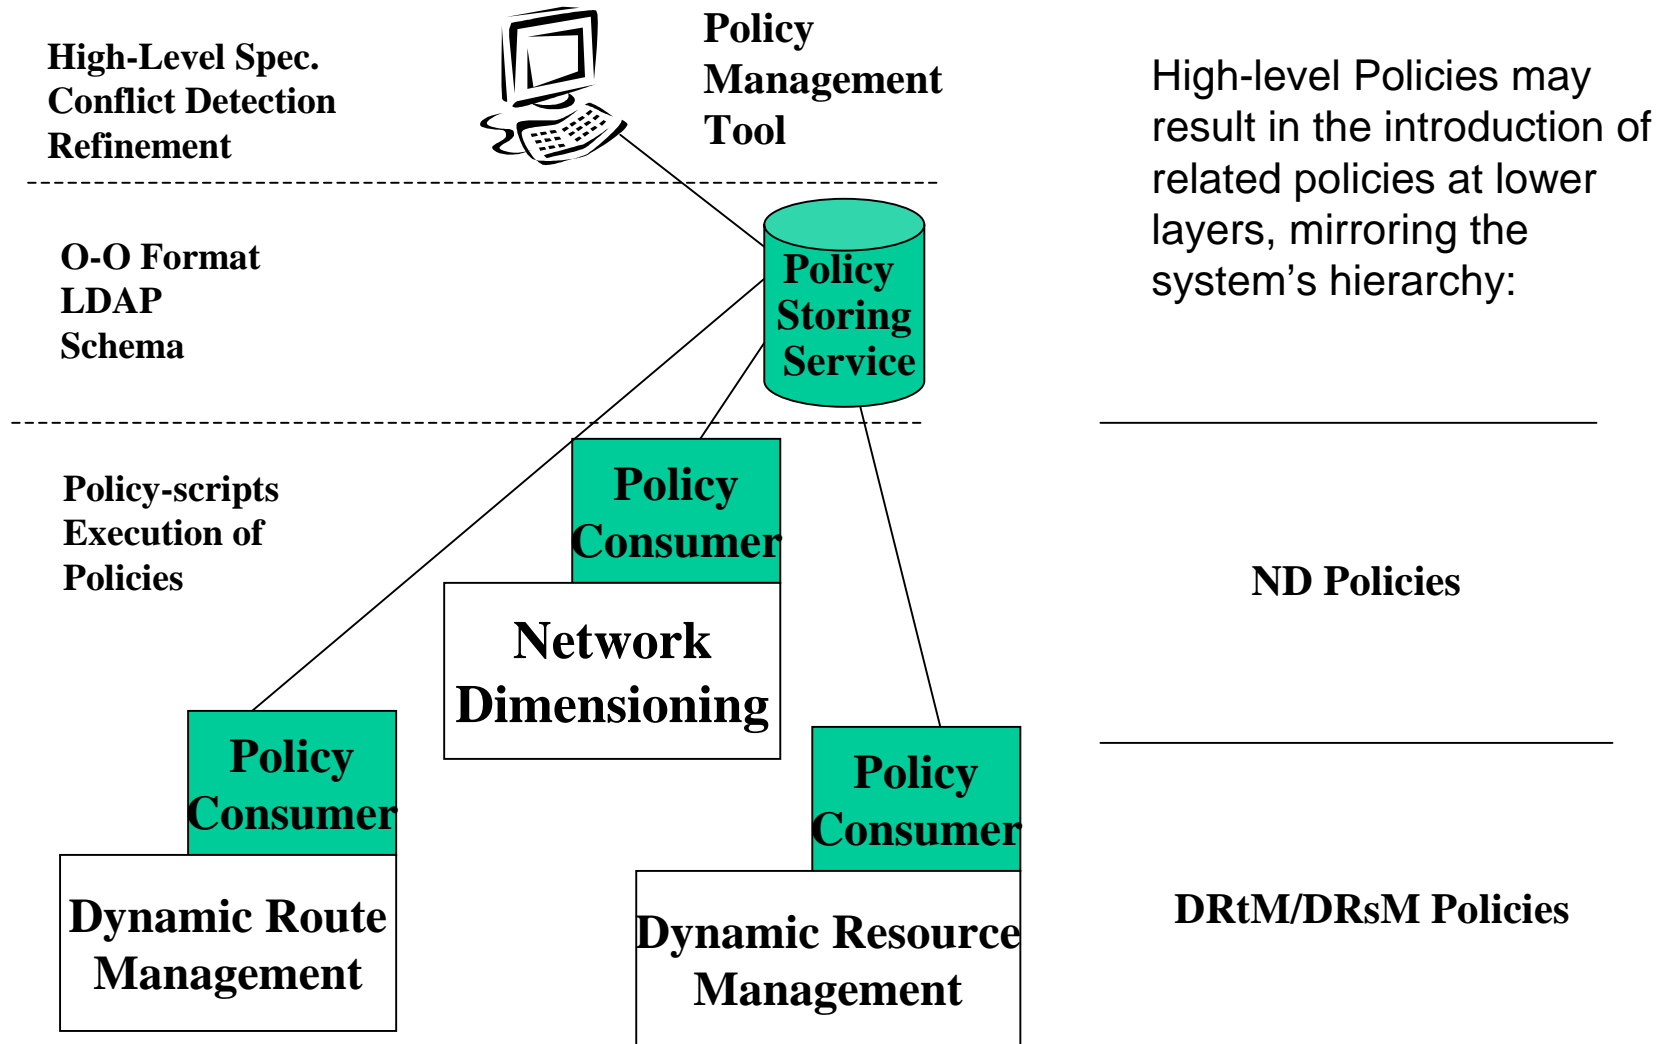 High-Level Spec.
Conflict Detection
Refinement
Policy
Management
Tool
High-level Policies may
result in the introduction of
related policies at lower
layers, mirroring the
system’s hierarchy:
O-O Format
LDAP
Schema
Policy
Storing
Service
Policy-scripts
Execution of
Policies
Policy
Consumer
Network
Dimensioning
ND Policies
Policy
Consumer
Dynamic Route
Management
Policy
Consumer
Dynamic Resource
Management
DRtM/DRsM Policies